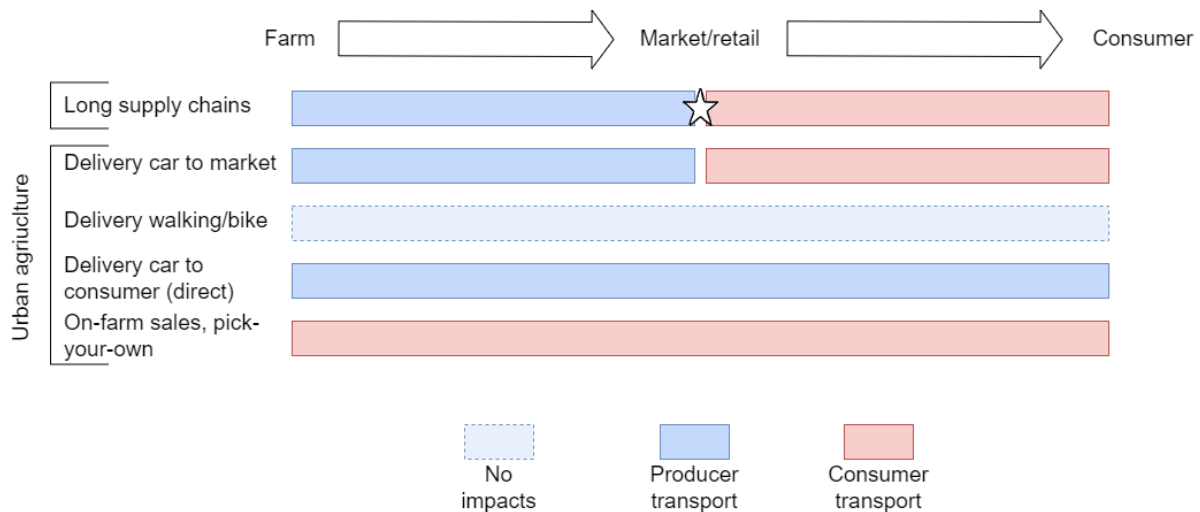 Farm Market/retail Consumer
Long supply chains
Delivery car to market
Delivery walking/bike
Delivery car to
consumer (direct)
On-farm sales, pick-
your-own
Urban agriuclture
No
impacts
Producer
transport
Consumer
transport